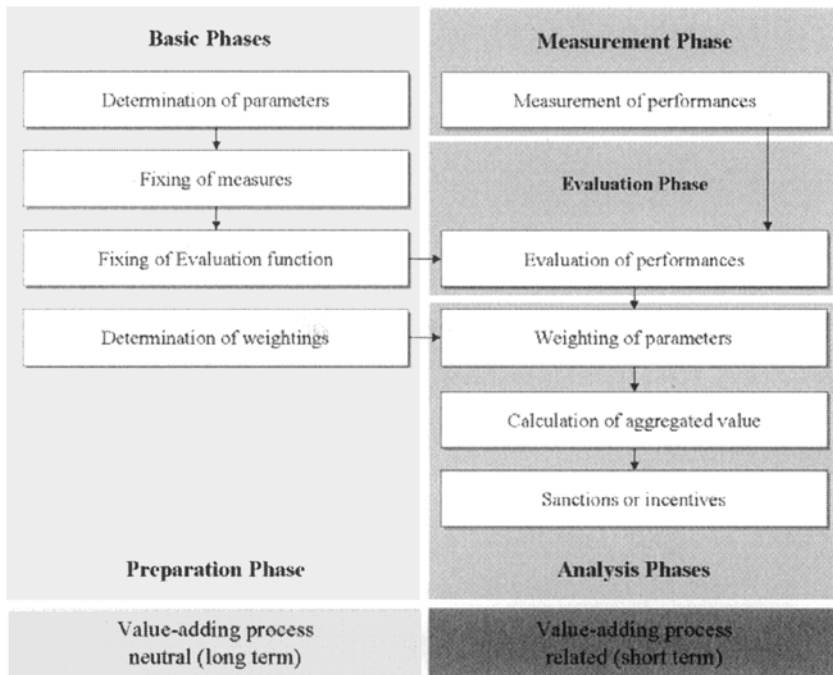 Basic Phases
Determination of parameters
Fixing of measures
Fixing of Evaluation function
Determination of weightings
Preparation Phase
Value-adding process
neutral (long term)
Measurement Phase
Measurement of performances
Evaluation Phase
Evaluation of performances
Weighting of parameters
Calculation of aggregated value
Sanctions or incentives
Analysis Phases
Value-adding process
related (short term)